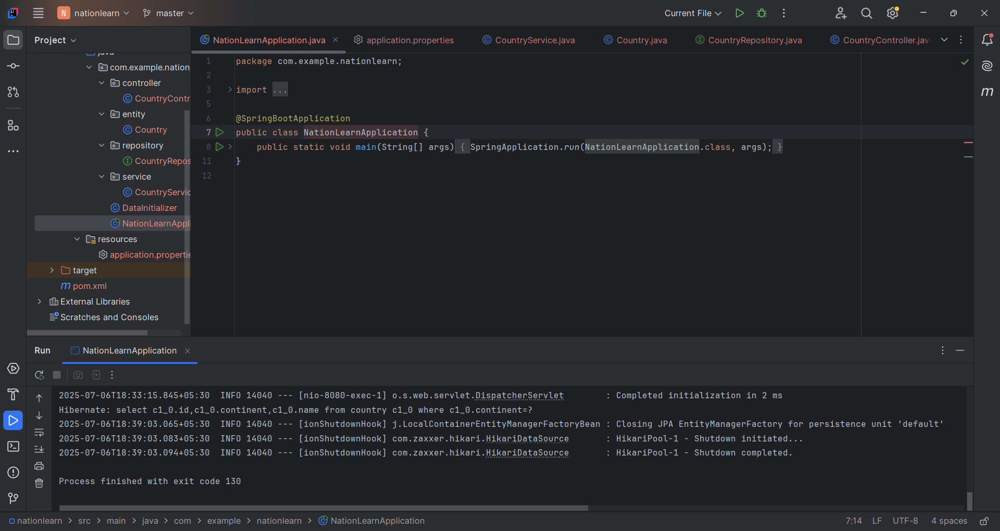 N nationlearn master Current File
Project
NationLearnApplication.java application.properties CountryService.java Country.java CountryRepository.java CountryController.jav
java
com.example.nation
controller
CountryContr
entity
Country
repository
CountryRepos
service
CountryServic
DataInitializer
NationLearnAppli
resources
application.propertie
target
m pom.xml
External Libraries
Scratches and Consoles
1 package com.example.nationlearn;
2
3 import ...
5
6 @SpringBootApplication
7 public class NationLearnApplication {
8 public static void main(String[] args) { SpringApplication.run(NationLearnApplication.class, args); }
11 }
12
m
Run NationLearnApplication
2025-07-06T18:33:15.845+05:30  INFO 14040 --- [nio-8080-exec-1] o.s.web.servlet.DispatcherServlet        : Completed initialization in 2 ms
Hibernate: select c1_0.id,c1_0.continent,c1_0.name from country c1_0 where c1_0.continent=?
2025-07-06T18:39:03.065+05:30  INFO 14040 --- [ionShutdownHook] j.LocalContainerEntityManagerFactoryBean : Closing JPA EntityManagerFactory for persistence unit 'default'
2025-07-06T18:39:03.083+05:30  INFO 14040 --- [ionShutdownHook] com.zaxxer.hikari.HikariDataSource       : HikariPool-1 - Shutdown initiated...
2025-07-06T18:39:03.094+05:30  INFO 14040 --- [ionShutdownHook] com.zaxxer.hikari.HikariDataSource       : HikariPool-1 - Shutdown completed.
Process finished with exit code 130
nationlearn > src > main > java > com > example > nationlearn > NationLearnApplication 7:14 LF UTF-8 4 spaces